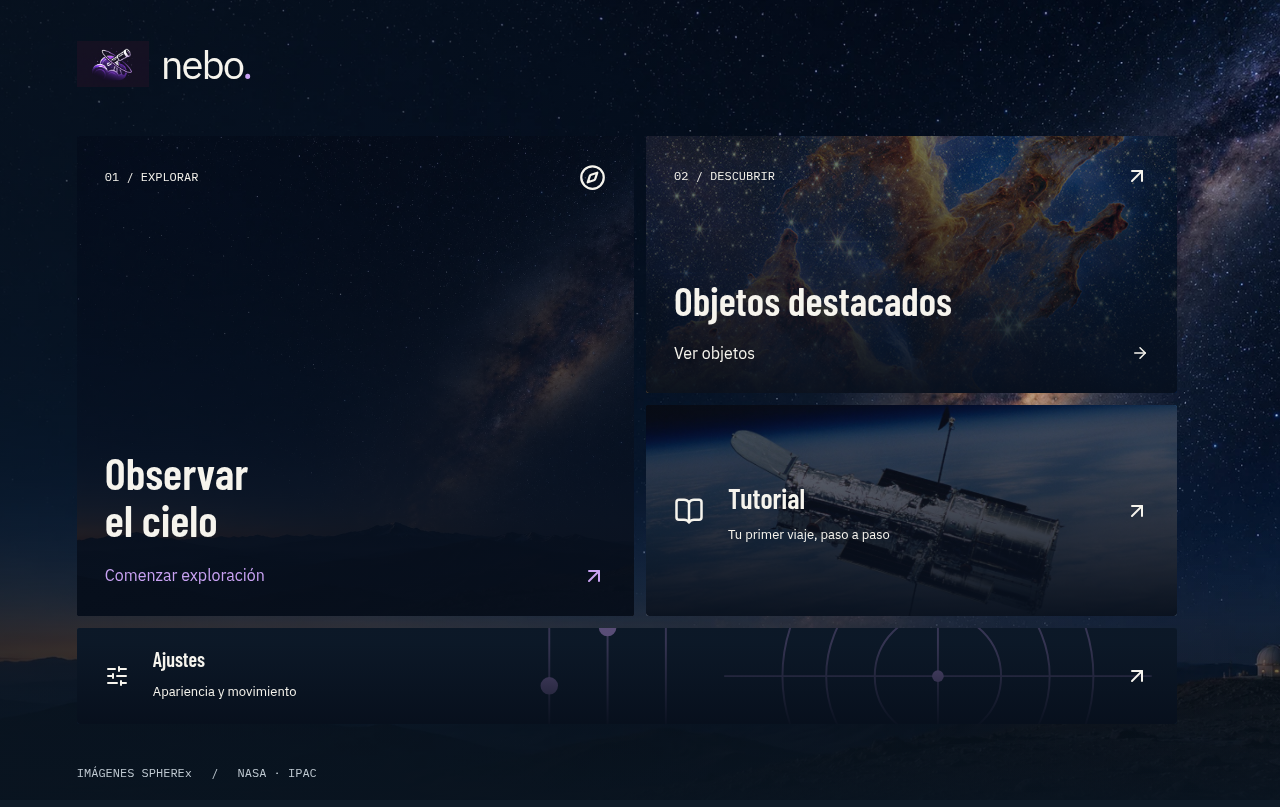 nebo.
01 / EXPLORAR
Observar
el cielo
Comenzar exploración
02 / DESCUBRIR
Objetos destacados
Ver objetos
Tutorial
Tu primer viaje, paso a paso
Ajustes
Apariencia y movimiento
IMÁGENES SPHEREx / NASA · IPAC